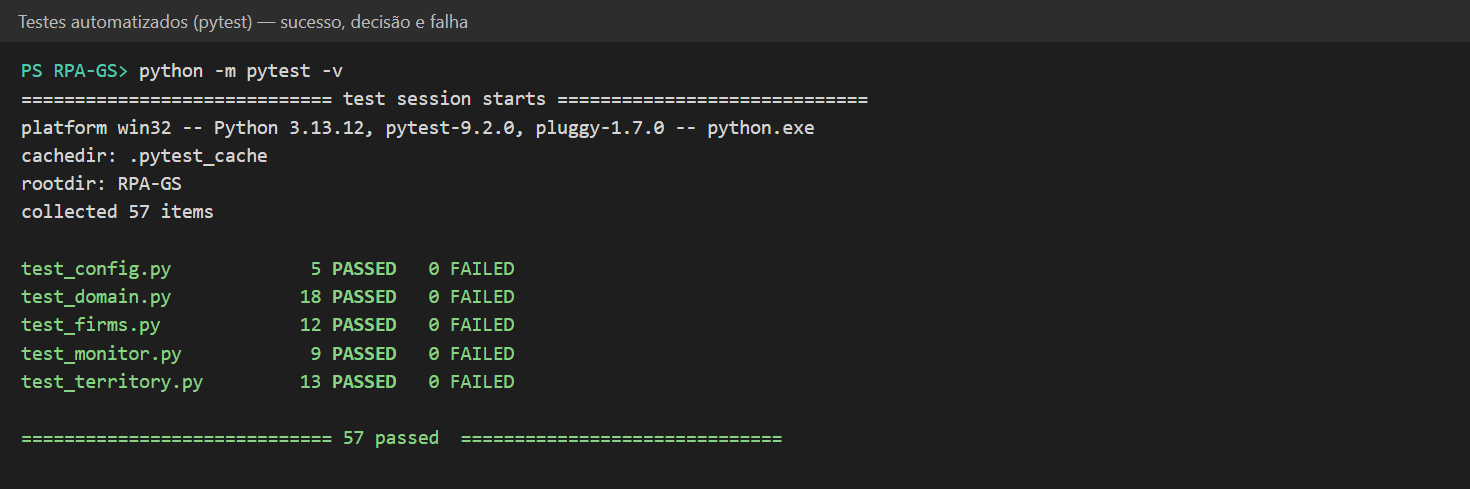 Testes automatizados (pytest) — sucesso, decisão e falha
PS RPA-GS> python -m pytest -v
============================= test session starts =============================
platform win32 -- Python 3.13.12, pytest-9.2.0, pluggy-1.7.0 -- python.exe
cachedir: .pytest_cache
rootdir: RPA-GS
collected 57 items
test_config.py             5 PASSED   0 FAILED
test_domain.py            18 PASSED   0 FAILED
test_firms.py             12 PASSED   0 FAILED
test_monitor.py            9 PASSED   0 FAILED
test_territory.py         13 PASSED   0 FAILED
============================= 57 passed  ==============================